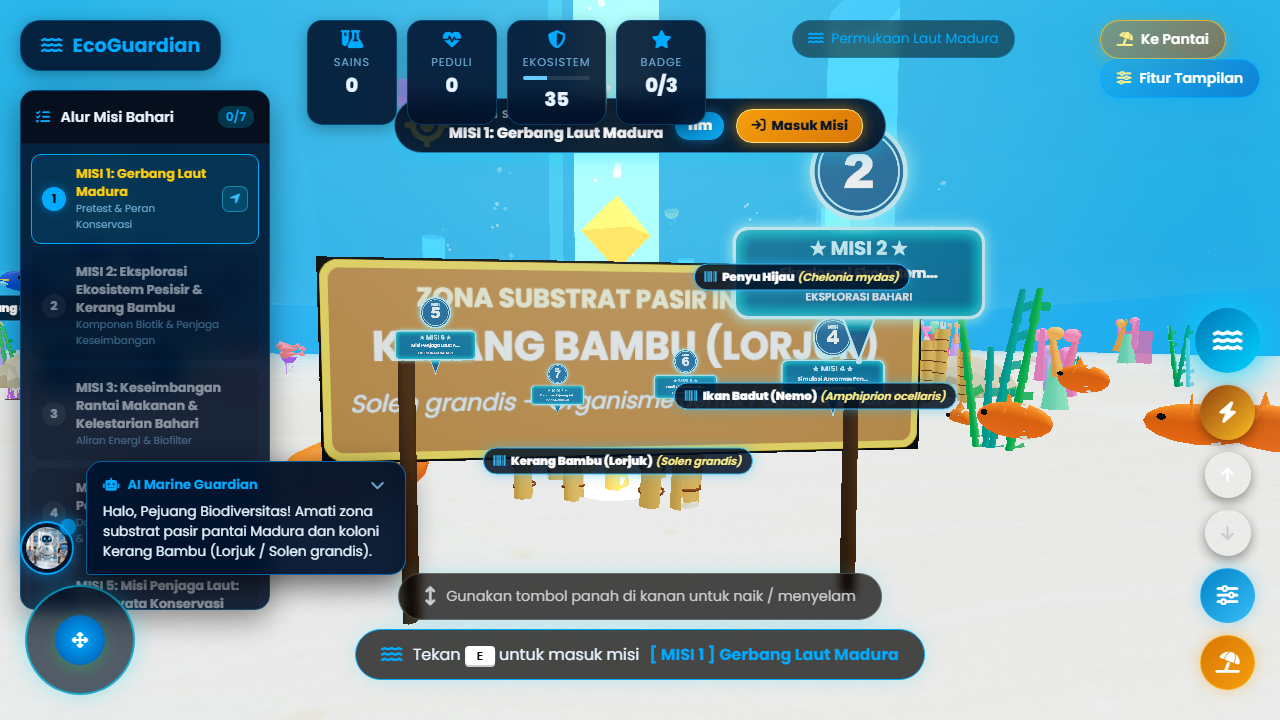 EcoGuardian
SAINS
0
PEDULI
0
EKOSISTEM
35
BADGE
0/3
Permukaan Laut Madura
Ke Pantai
Fitur Tampilan
Alur Misi Bahari
0/7
MISI 1: Gerbang Laut Madura
Masuk Misi
1
MISI 1: Gerbang Laut
Madura
Pretest & Peran
Konservasi
2
MISI 2: Eksplorasi
Ekosistem Pesisir &
Kerang Bambu
Komponen Biotik & Penjaga
Keseimbangan
3
MISI 3: Keseimbangan
Rantai Makanan &
Kelestarian Bahari
Aliran Energi & Biofilter
4
MISI 5: Misi Penjaga Laut:
Konservasi
2
★ MISI 2 ★
EKSPLORASI BAHARI
Penyu Hijau (Chelonia mydas)
ZONA SUBSTRAT PASIR
KERANG BAMBU (LORJUK)
Solen grandis -
5
★ MISI 5 ★
7
6
4
★ MISI 4 ★
Ikan Badut (Nemo) (Amphiprion ocellaris)
Kerang Bambu (Lorjuk) (Solen grandis)
AI Marine Guardian
Halo, Pejuang Biodiversitas! Amati zona
substrat pasir pantai Madura dan koloni
Kerang Bambu (Lorjuk / Solen grandis).
Gunakan tombol panah di kanan untuk naik / menyelam
Tekan E untuk masuk misi [ MISI 1 ] Gerbang Laut Madura